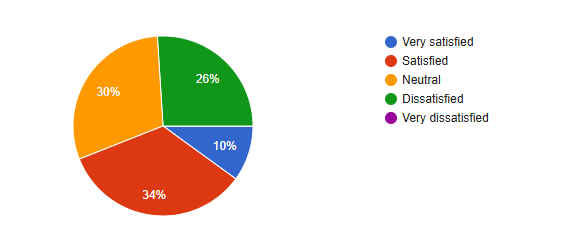 26%
30%
10%
34%
Very satisfied
Satisfied
Neutral
Dissatisfied
Very dissatisfied